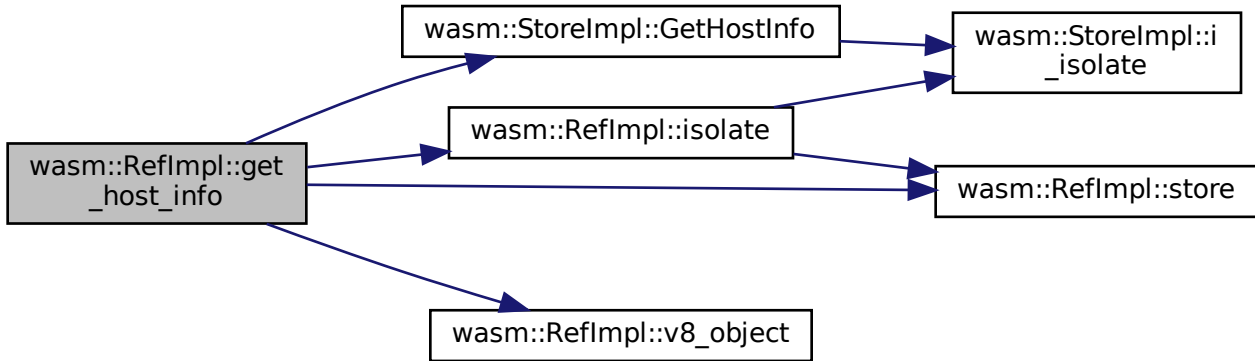 wasm::RefImpl::get
_host_info
wasm::StoreImpl::GetHostInfo
wasm::StoreImpl::i
_isolate
wasm::RefImpl::isolate
wasm::RefImpl::store
wasm::RefImpl::v8_object